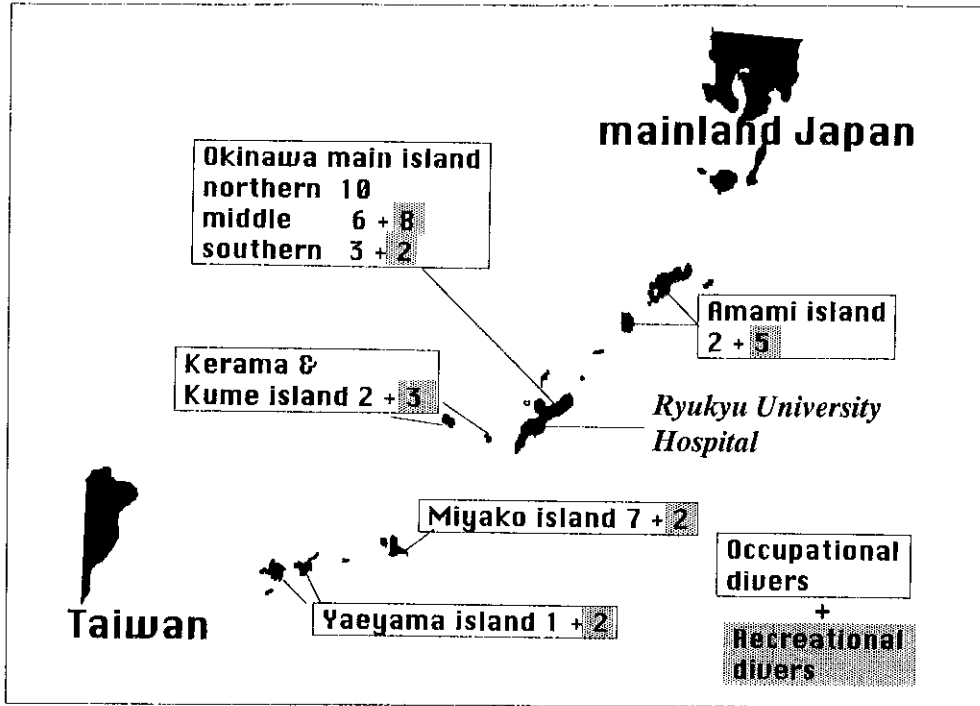 mainland Japan
Okinawa main island
northern 10
middle 6 + 8
southern 3 + 2
Amami island
2 + 5
Kerama &
Kume island 2 + 3
Ryukyu University
Hospital
Miyako island 7 + 2
Occupational
divers
+
Recreational
divers
Taiwan
Yaeyama island 1 + 2